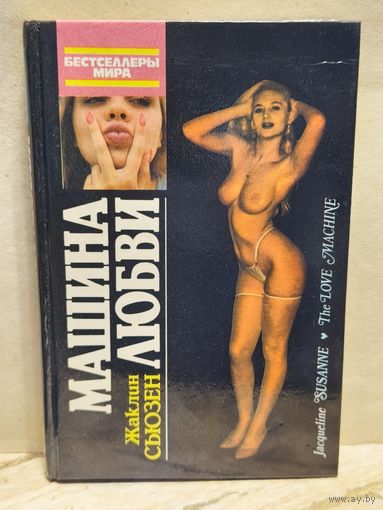 БЕСТСЕЛЛЕРЫ
МИРА
МАШИНА
ЛЮБВИ
Жаклин
СЬЮЗЕН
Jacqueline SUSANNE ♥ The LOVE MACHINE
www.ay.by